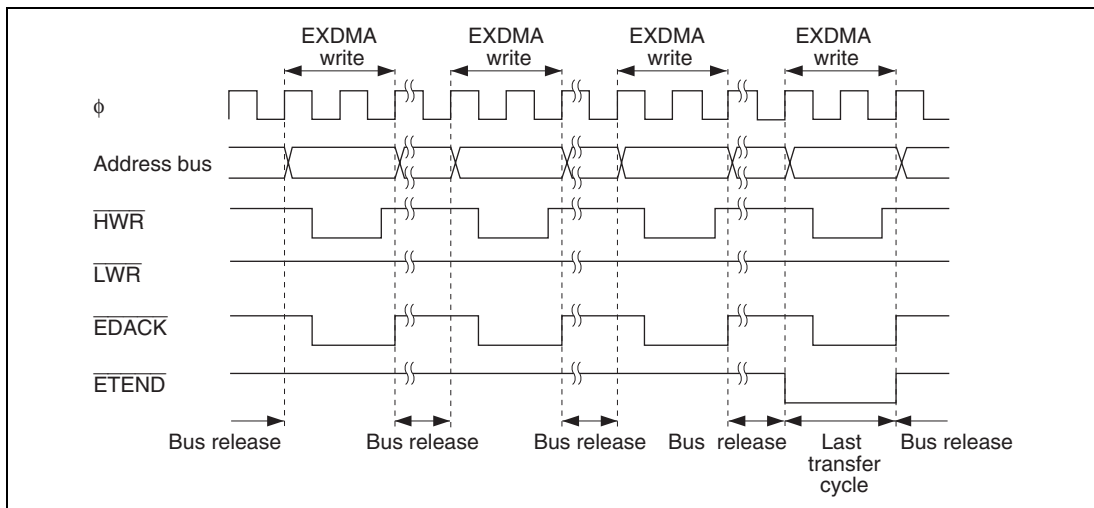 EXDMA EXDMA EXDMA EXDMA
write write write write
ϕ
Address bus
HWR
LWR
EDACK
ETEND
Bus release Bus release Bus release Bus release Last Bus release
transfer
cycle